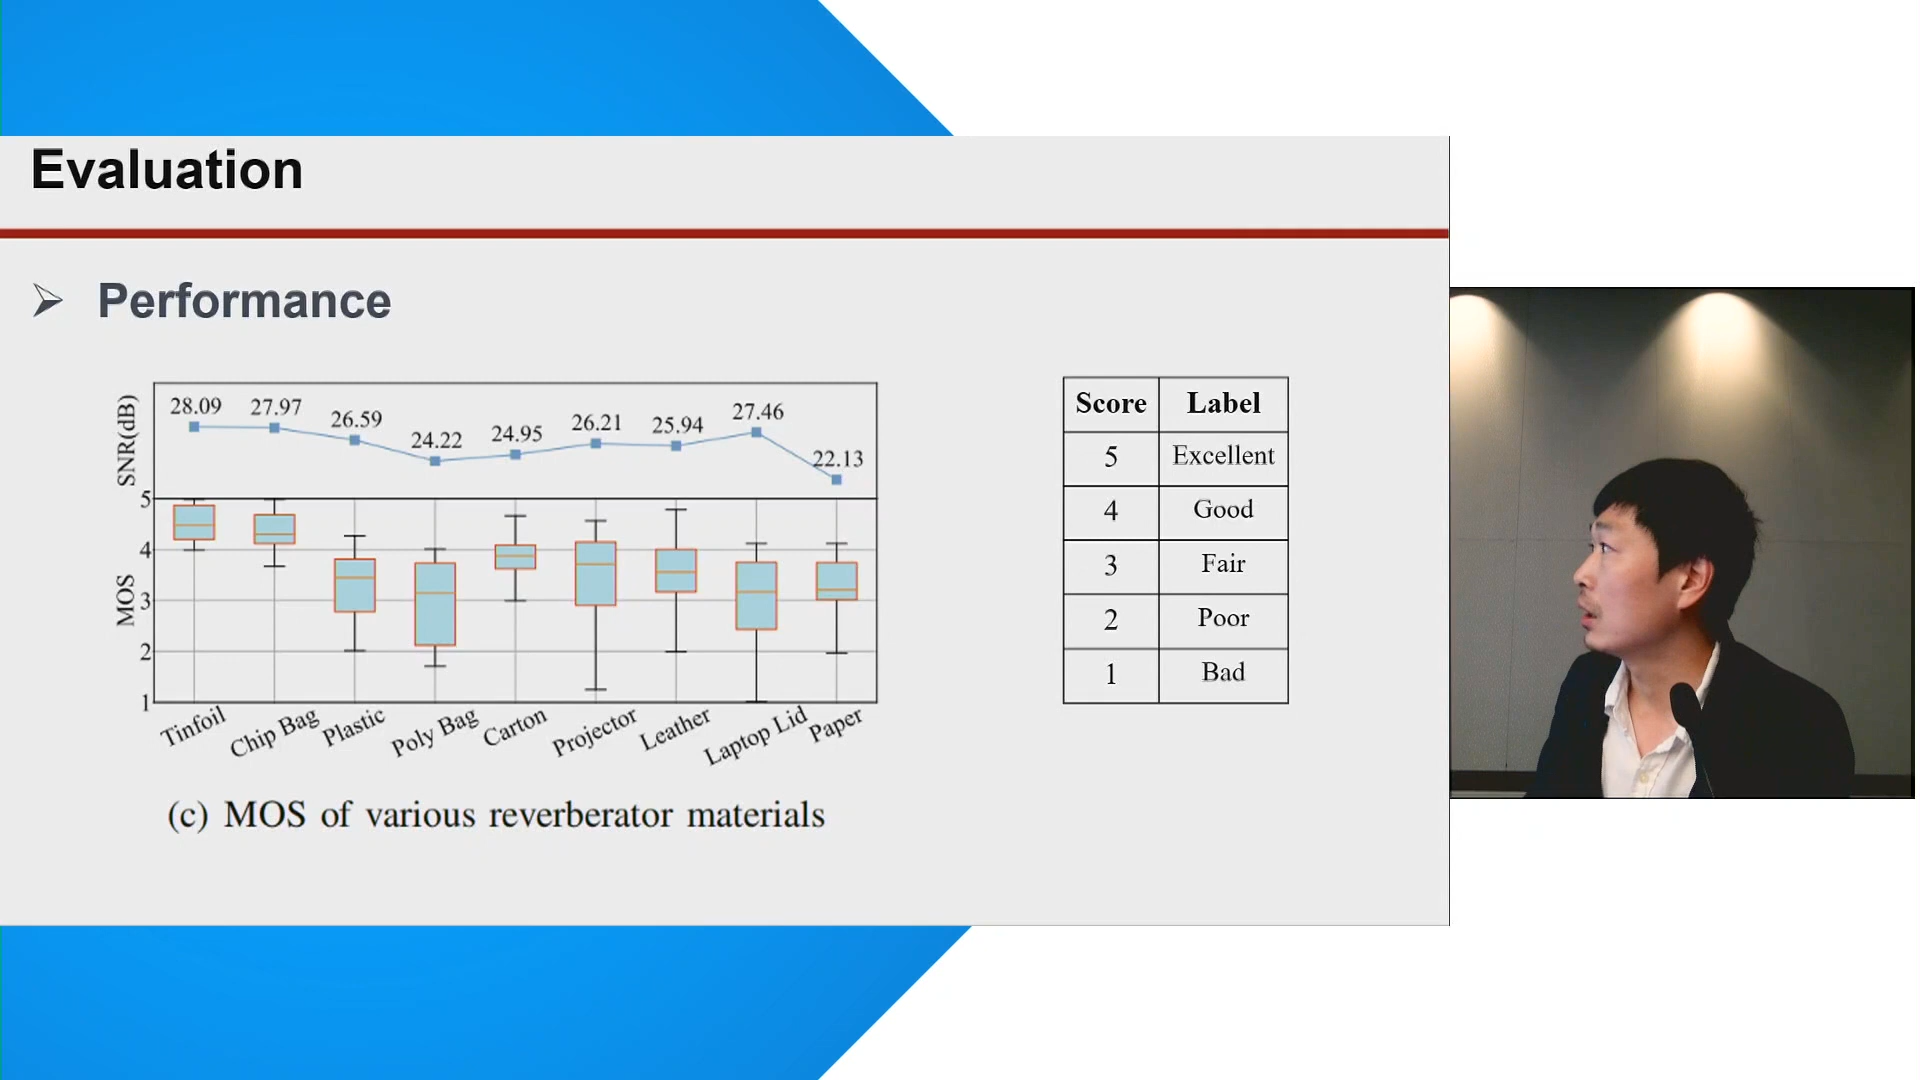 Evaluation
Performance
SNR(dB)
28.09 27.97 26.59 24.22 24.95 26.21 25.94 27.46 22.13
MOS
5
4
3
2
1
Tinfoil Chip Bag Plastic Poly Bag Carton Projector Leather Laptop Lid Paper
(c) MOS of various reverberator materials
Score Label
5 Excellent
4 Good
3 Fair
2 Poor
1 Bad